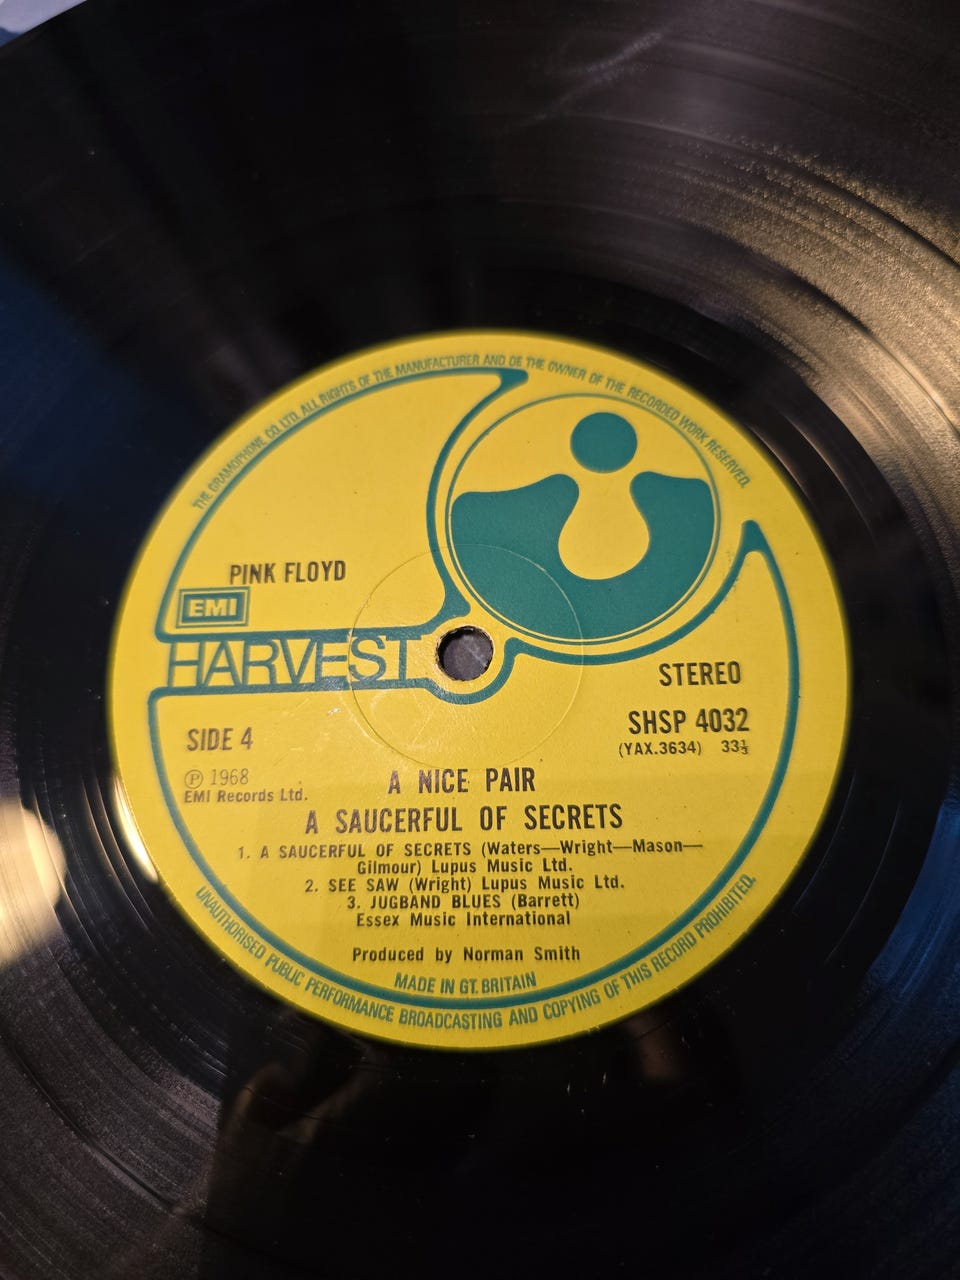 THE GRAMOPHONE CO. LTD. ALL RIGHTS OF THE MANUFACTURER AND OF THE OWNER OF THE RECORDED WORK RESERVED.
PINK FLOYD
EMI
HARVEST
STEREO
SIDE 4
SHSP 4032
(YAX.3634) 33⅓
Ⓟ 1968
EMI Records Ltd.
A NICE PAIR
A SAUCERFUL OF SECRETS
1. A SAUCERFUL OF SECRETS (Waters—Wright—Mason—
Gilmour) Lupus Music Ltd.
2. SEE SAW (Wright) Lupus Music Ltd.
3. JUGBAND BLUES (Barrett)
Essex Music International
Produced by Norman Smith
MADE IN GT. BRITAIN
UNAUTHORISED PUBLIC PERFORMANCE BROADCASTING AND COPYING OF THIS RECORD PROHIBITED.